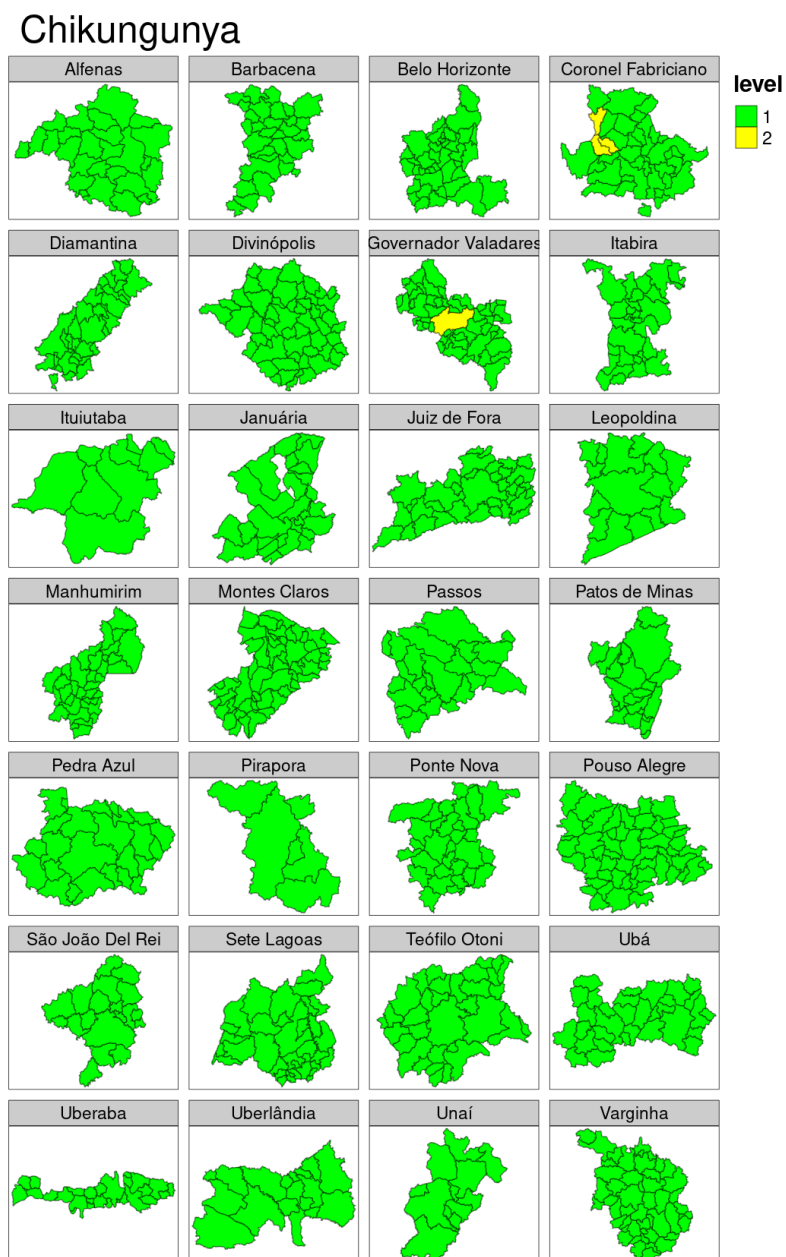 Chikungunya
Alfenas
Barbacena
Belo Horizonte
Coronel Fabriciano
level
1
2
Diamantina
Divinópolis
Governador Valadares
Itabira
Ituiutaba
Januária
Juiz de Fora
Leopoldina
Manhumirim
Montes Claros
Passos
Patos de Minas
Pedra Azul
Pirapora
Ponte Nova
Pouso Alegre
São João Del Rei
Sete Lagoas
Teófilo Otoni
Ubá
Uberaba
Uberlândia
Unaí
Varginha